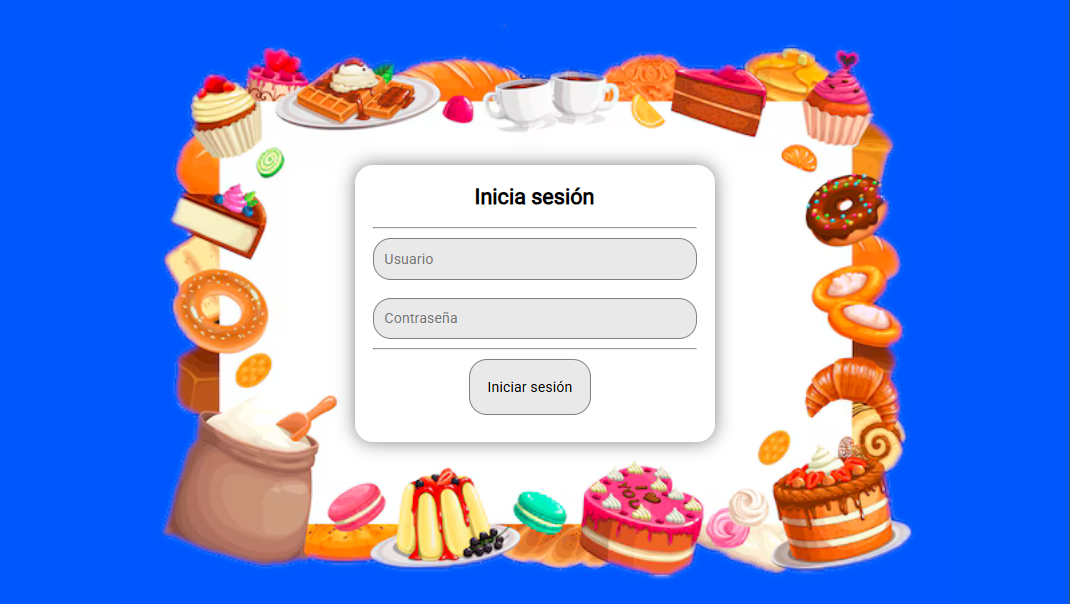 Inicia sesión
Usuario
Contraseña
Iniciar sesión